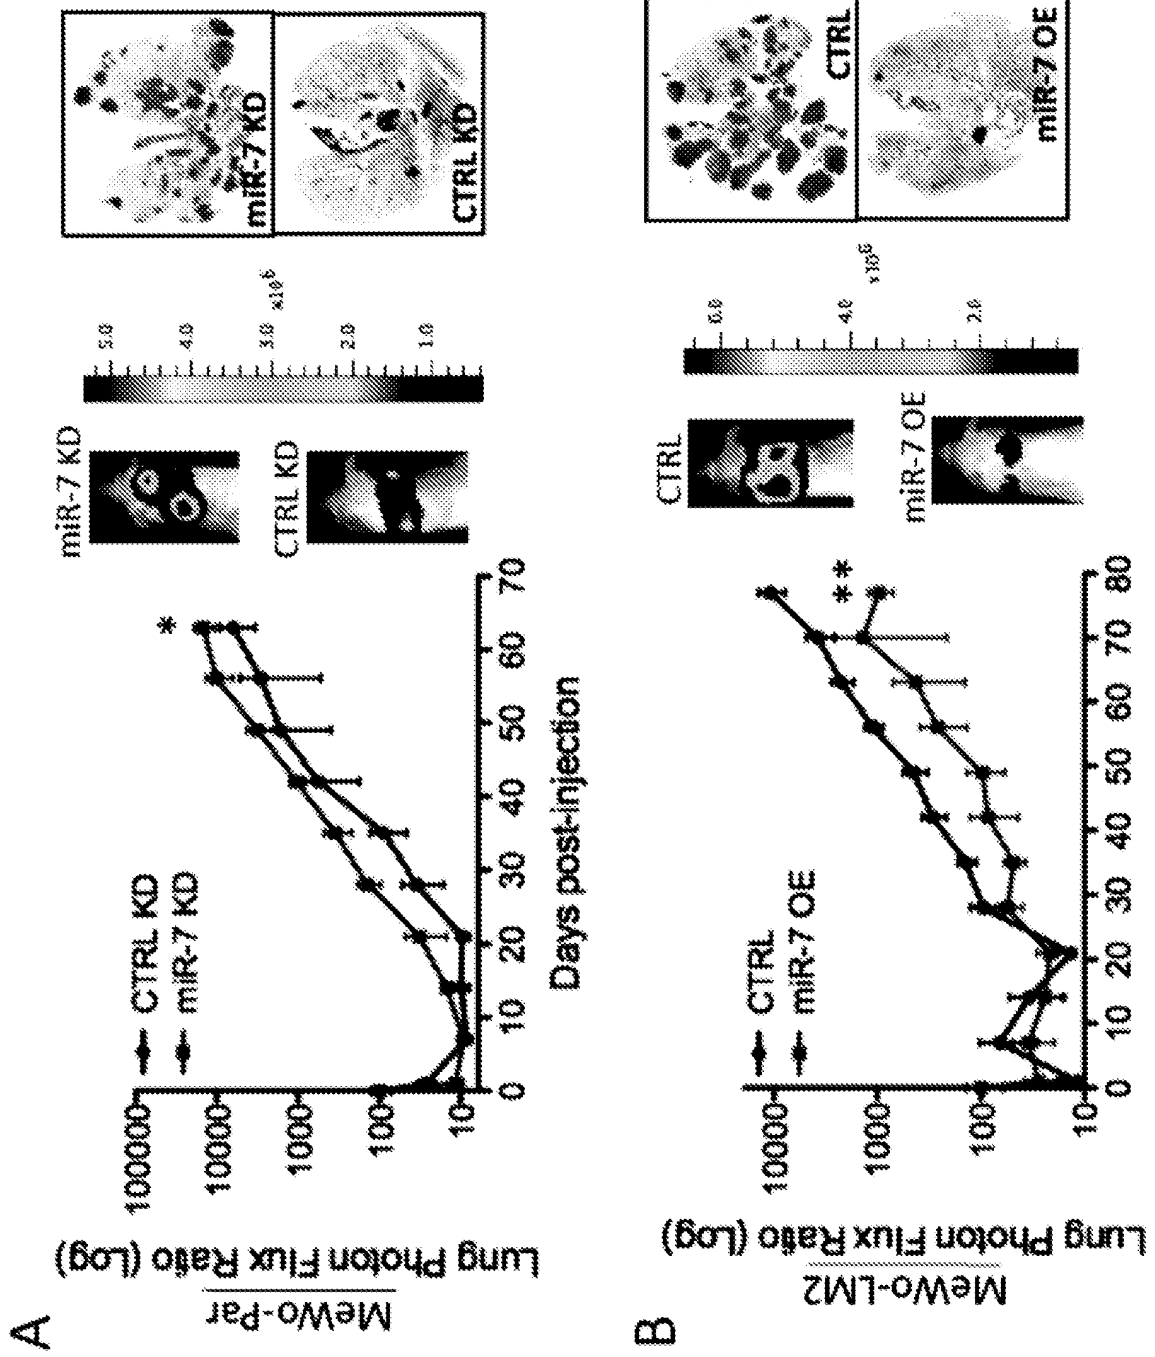 A
MeWo-Par
Lung Photon Flux Ratio (Log)
100000
10000
1000
100
10
CTRL KD
miR-7 KD
*
0
10
20
30
40
50
60
70
Days post-injection
miR-7 KD
CTRL KD
5.0
4.0
3.0
2.0
1.0
x10⁶
miR-7 KD
CTRL KD
B
MeWo-LM2
Lung Photon Flux Ratio (Log)
10000
1000
100
10
CTRL
miR-7 OE
**
0
10
20
30
40
50
60
70
80
CTRL
miR-7 OE
6.0
4.0
2.0
x10⁶
CTRL
miR-7 OE